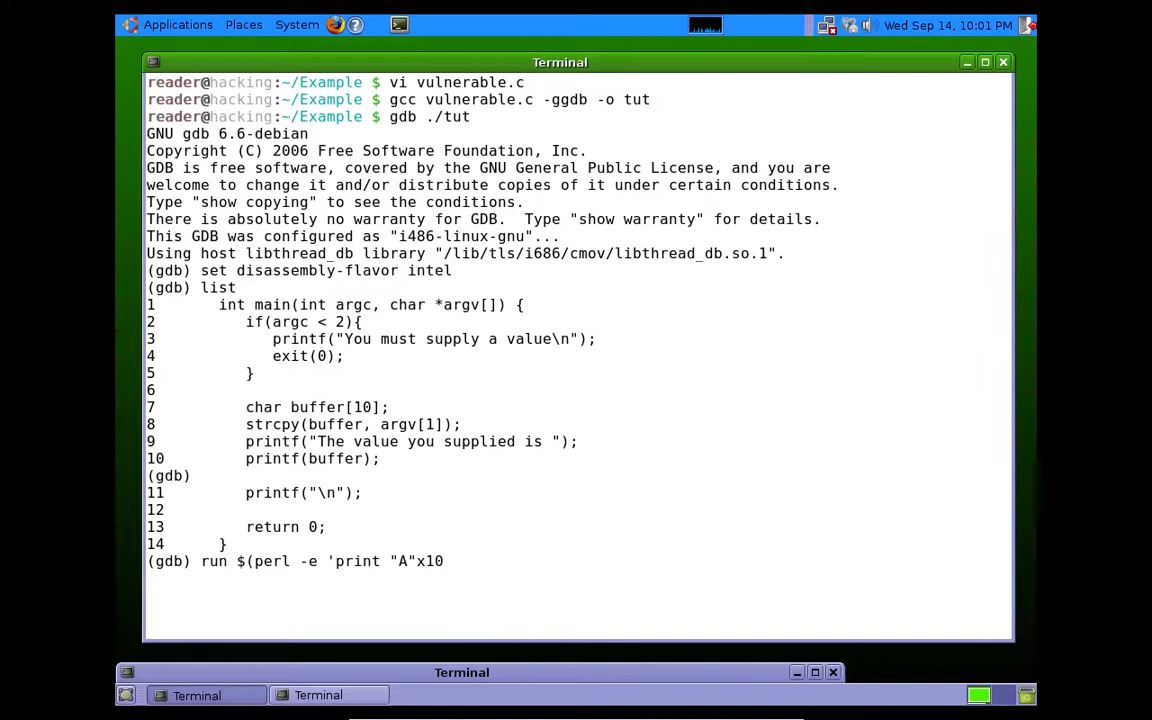 Applications Places System Wed Sep 14, 10:01 PM
Terminal
reader@hacking:~/Example $ vi vulnerable.c
reader@hacking:~/Example $ gcc vulnerable.c -ggdb -o tut
reader@hacking:~/Example $ gdb ./tut
GNU gdb 6.6-debian
Copyright (C) 2006 Free Software Foundation, Inc.
GDB is free software, covered by the GNU General Public License, and you are
welcome to change it and/or distribute copies of it under certain conditions.
Type "show copying" to see the conditions.
There is absolutely no warranty for GDB.  Type "show warranty" for details.
This GDB was configured as "i486-linux-gnu"...
Using host libthread_db library "/lib/tls/i686/cmov/libthread_db.so.1".
(gdb) set disassembly-flavor intel
(gdb) list
1       int main(int argc, char *argv[]) {
2          if(argc < 2){
3             printf("You must supply a value\n");
4             exit(0);
5          }
6
7          char buffer[10];
8          strcpy(buffer, argv[1]);
9          printf("The value you supplied is ");
10         printf(buffer);
(gdb)
11         printf("\n");
12
13         return 0;
14      }
(gdb) run $(perl -e 'print "A"x10
Terminal
Terminal Terminal